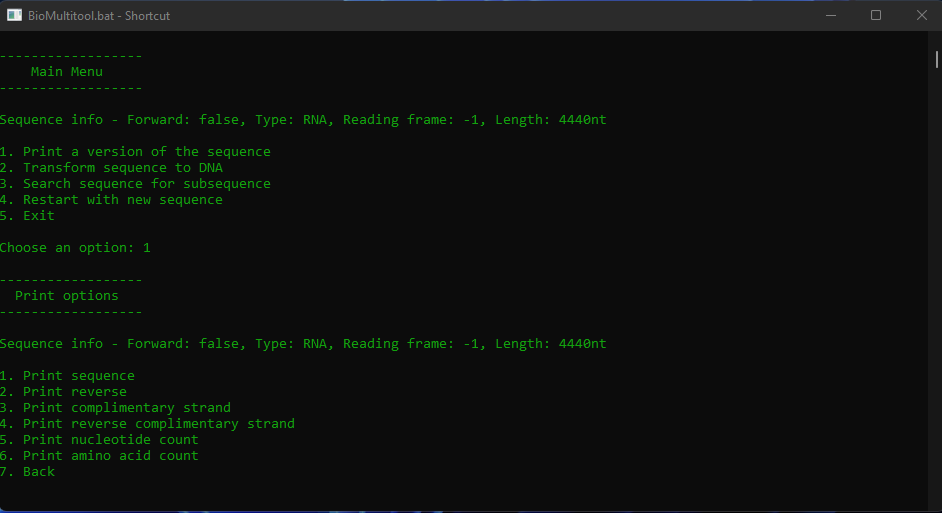 BioMultitool.bat - Shortcut
------------------
Main Menu
------------------
Sequence info - Forward: false, Type: RNA, Reading frame: -1, Length: 4440nt
1. Print a version of the sequence
2. Transform sequence to DNA
3. Search sequence for subsequence
4. Restart with new sequence
5. Exit
Choose an option: 1
------------------
Print options
------------------
Sequence info - Forward: false, Type: RNA, Reading frame: -1, Length: 4440nt
1. Print sequence
2. Print reverse
3. Print complimentary strand
4. Print reverse complimentary strand
5. Print nucleotide count
6. Print amino acid count
7. Back